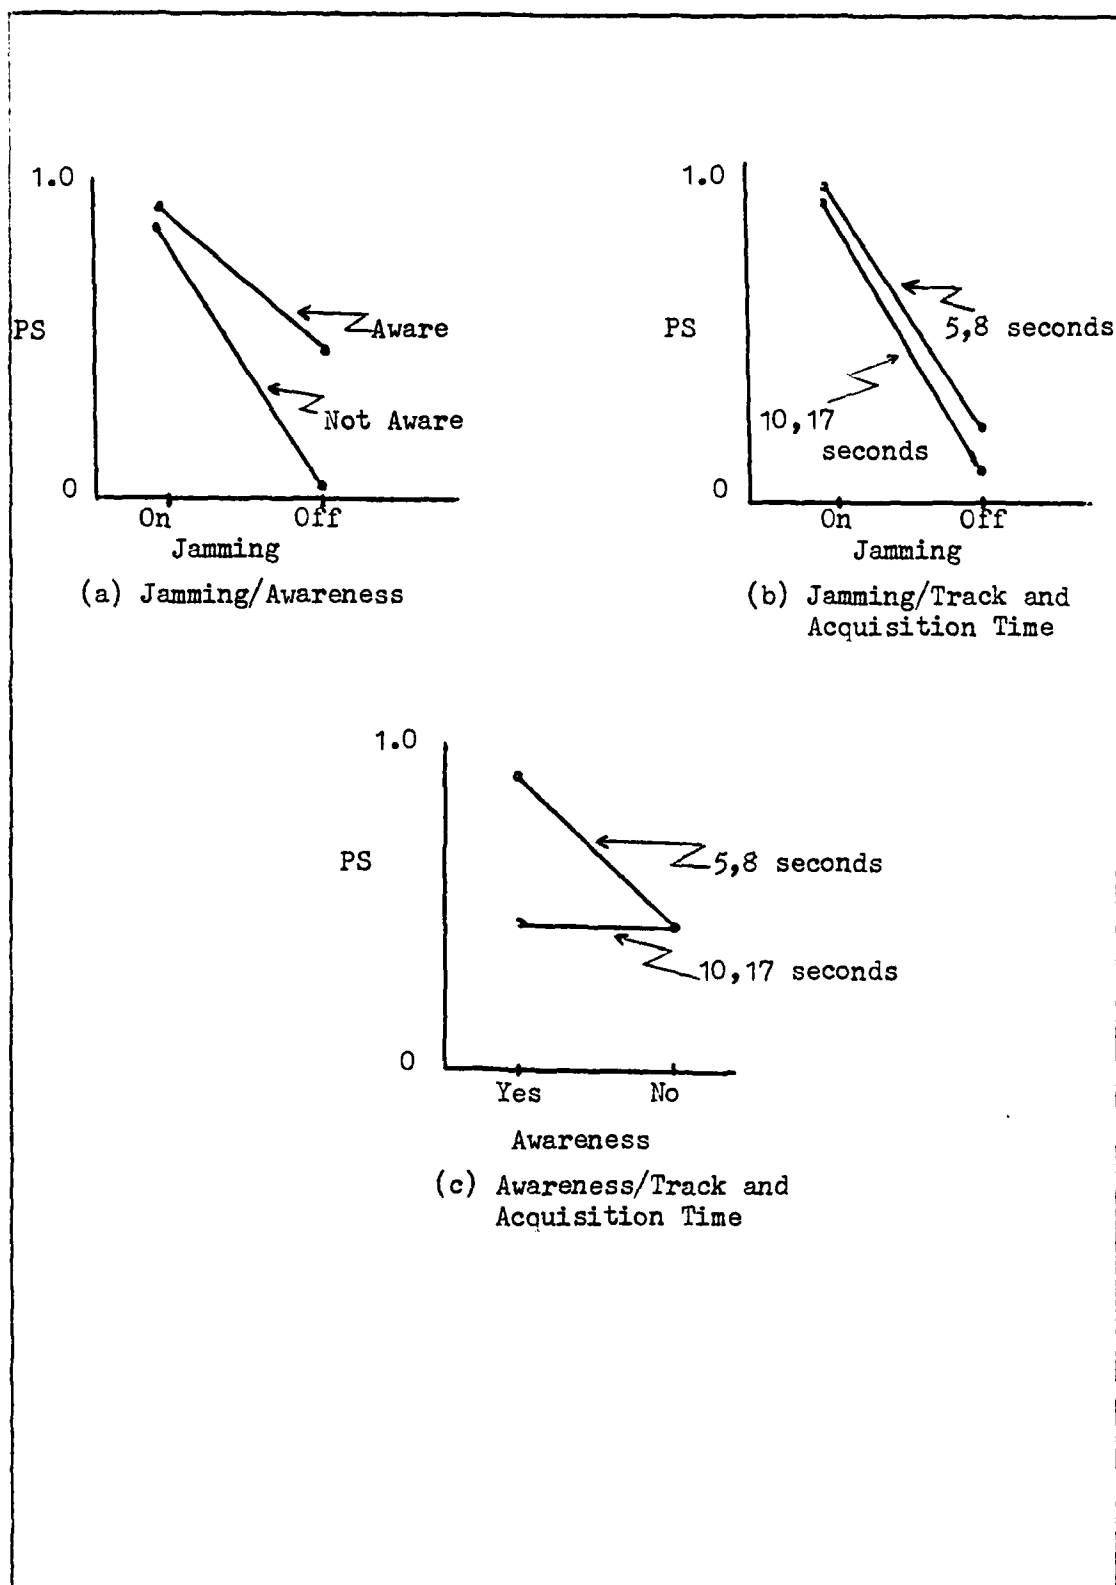 1.0
PS
Aware
Not Aware
0
On Off
Jamming
(a) Jamming/Awareness
1.0
PS
5,8 seconds
10,17
seconds
0
On Off
Jamming
(b) Jamming/Track and
Acquisition Time
1.0
PS
5,8 seconds
10,17 seconds
0
Yes No
Awareness
(c) Awareness/Track and
Acquisition Time